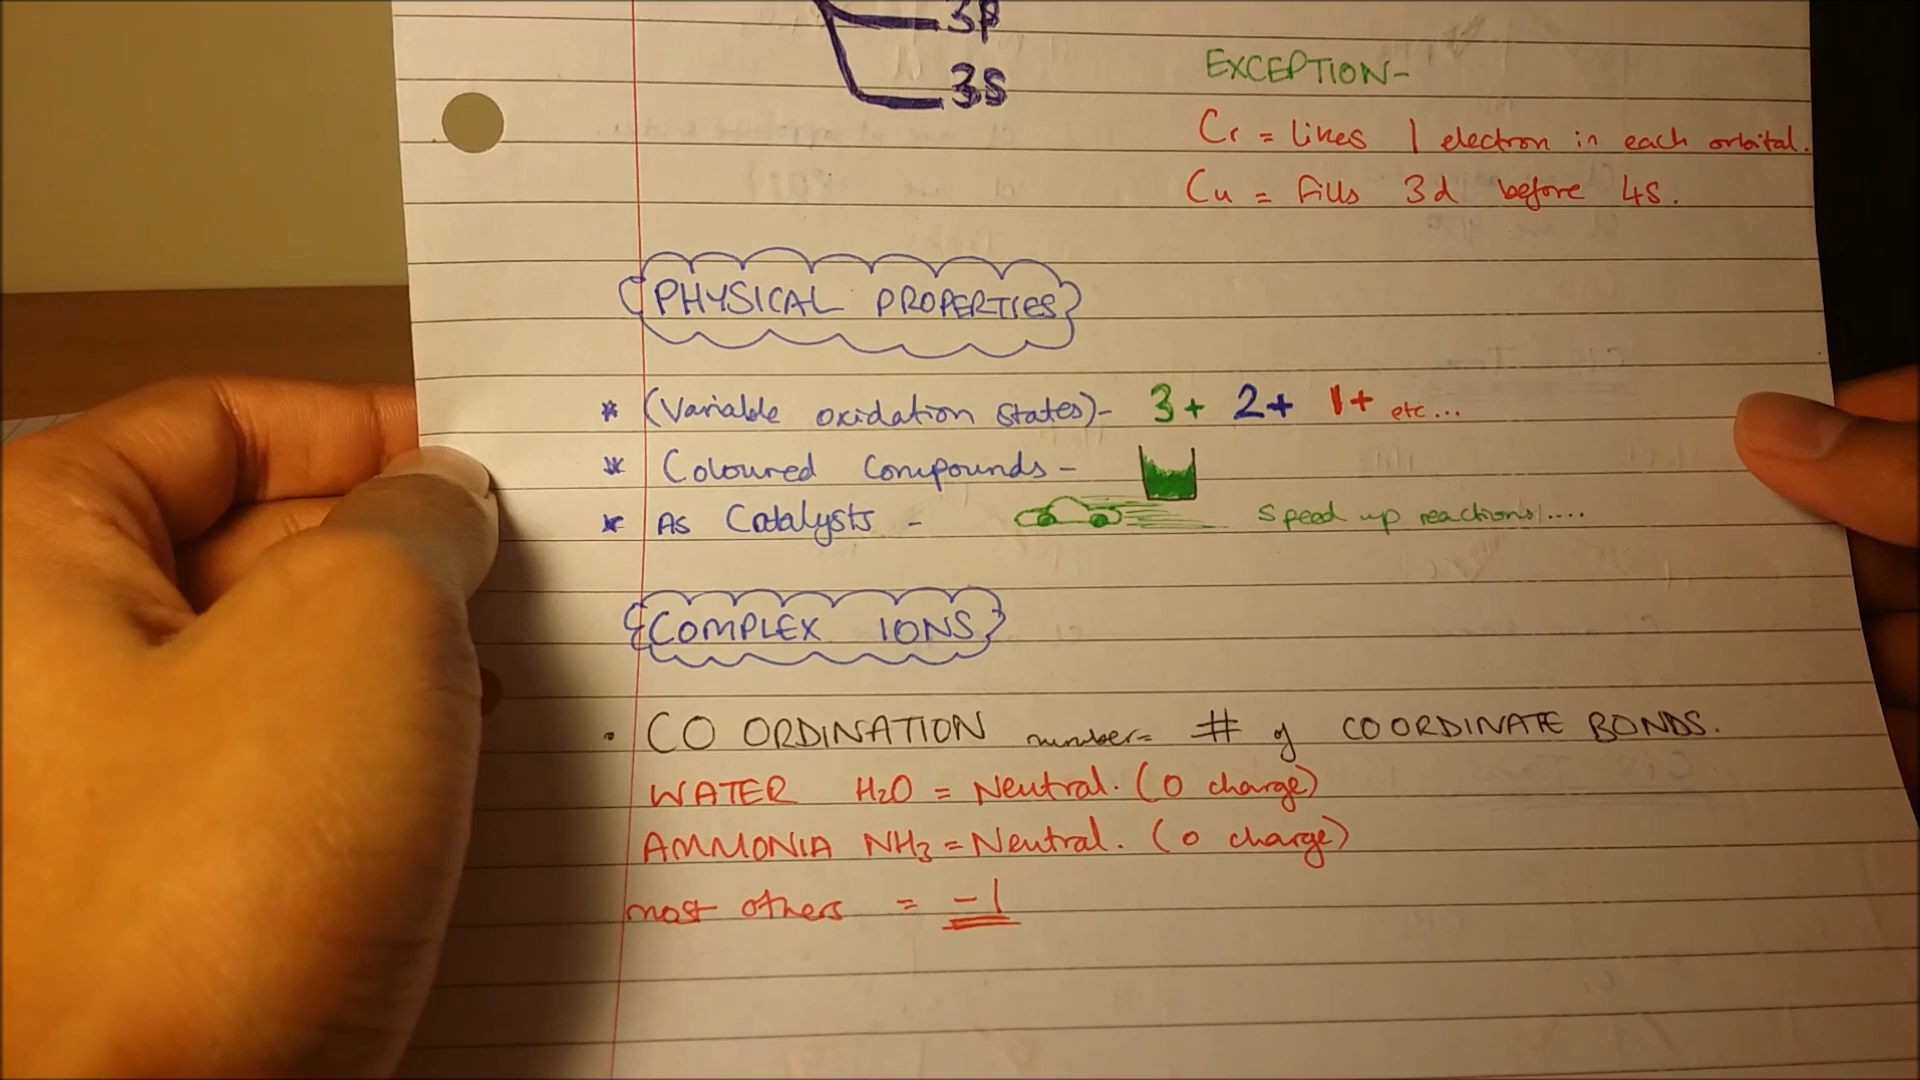 3p
3s
EXCEPTION-
Cr = likes 1 electron in each orbital.
Cu = fills 3d before 4s.
PHYSICAL PROPERTIES
* (Variable oxidation states)- 3+ 2+ 1+ etc...
* Coloured Compounds -
* As Catalysts - Speed up reactions!....
COMPLEX IONS
• CO ORDINATION number= # of COORDINATE BONDS.
WATER H2O = Neutral. (0 charge)
AMMONIA NH3 = Neutral. (0 charge)
most others = -1